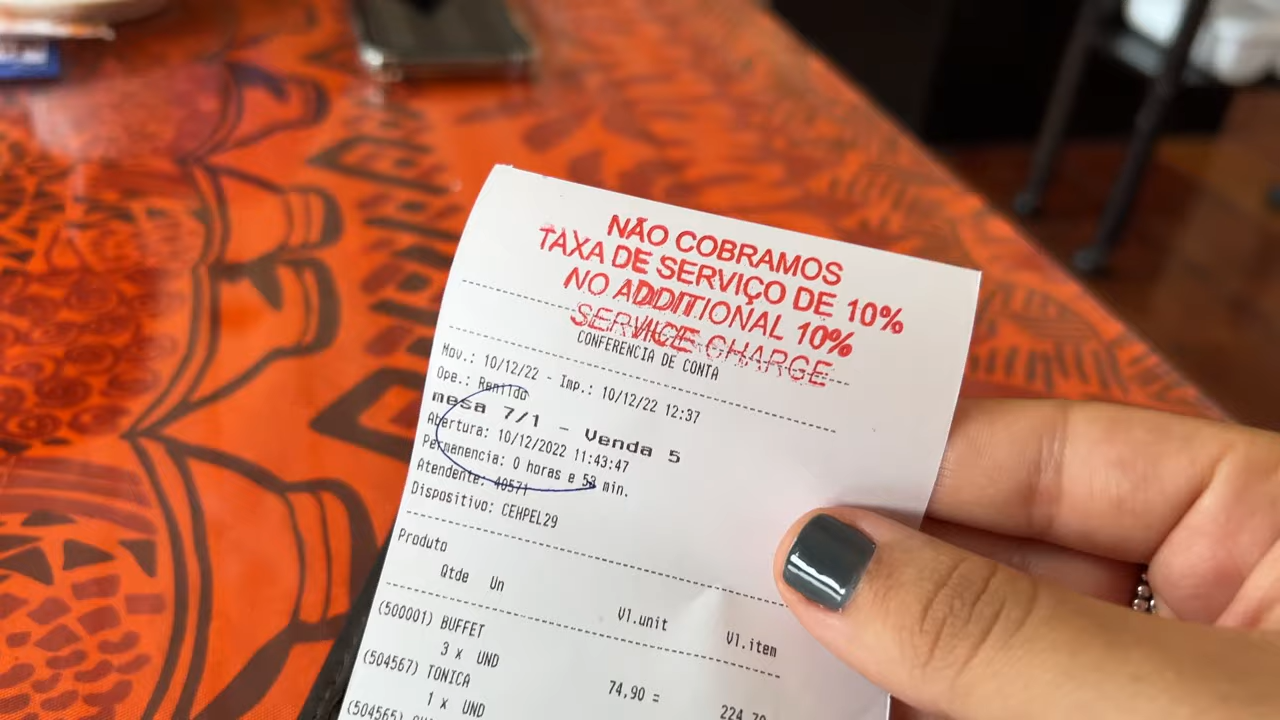 NÃO COBRAMOS
TAXA DE SERVIÇO DE 10%
NO ADDITIONAL 10%
SERVICE CHARGE
CONFERENCIA DE CONTA
Mov.: 10/12/22 - Imp.: 10/12/22 12:37
Ope.: Renildo
mesa 7/1 - Venda 5
Abertura: 10/12/2022 11:43:47
Permanencia: 0 horas e 53 min.
Atendente: 40571
Dispositivo: CEHPEL29
Produto
Qtde Un Vl.unit Vl.item
(500001) BUFFET
3 x UND 74,90 = 224,70
(504567) TONICA
1 x UND
(504565)